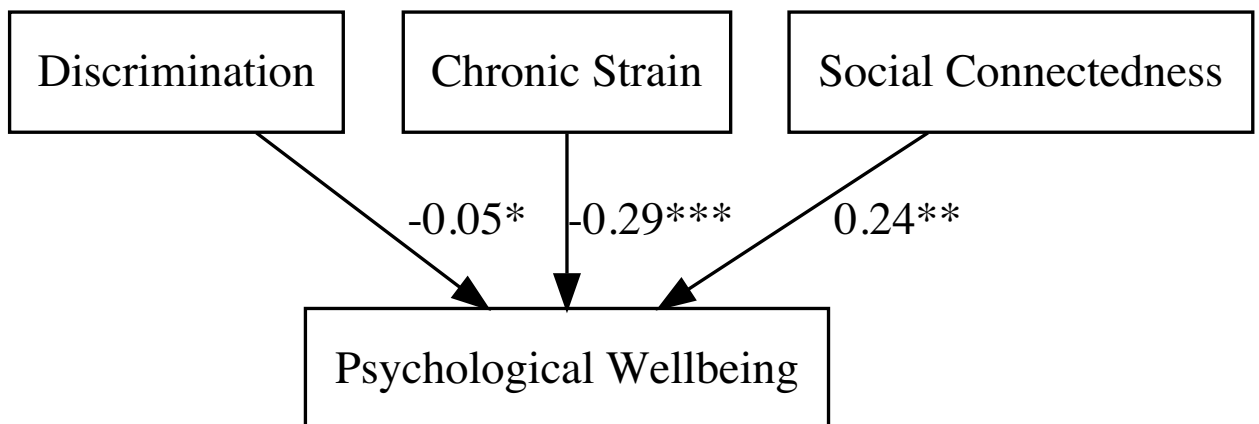 Discrimination
Chronic Strain
Social Connectedness
-0.05*
-0.29***
0.24**
Psychological Wellbeing